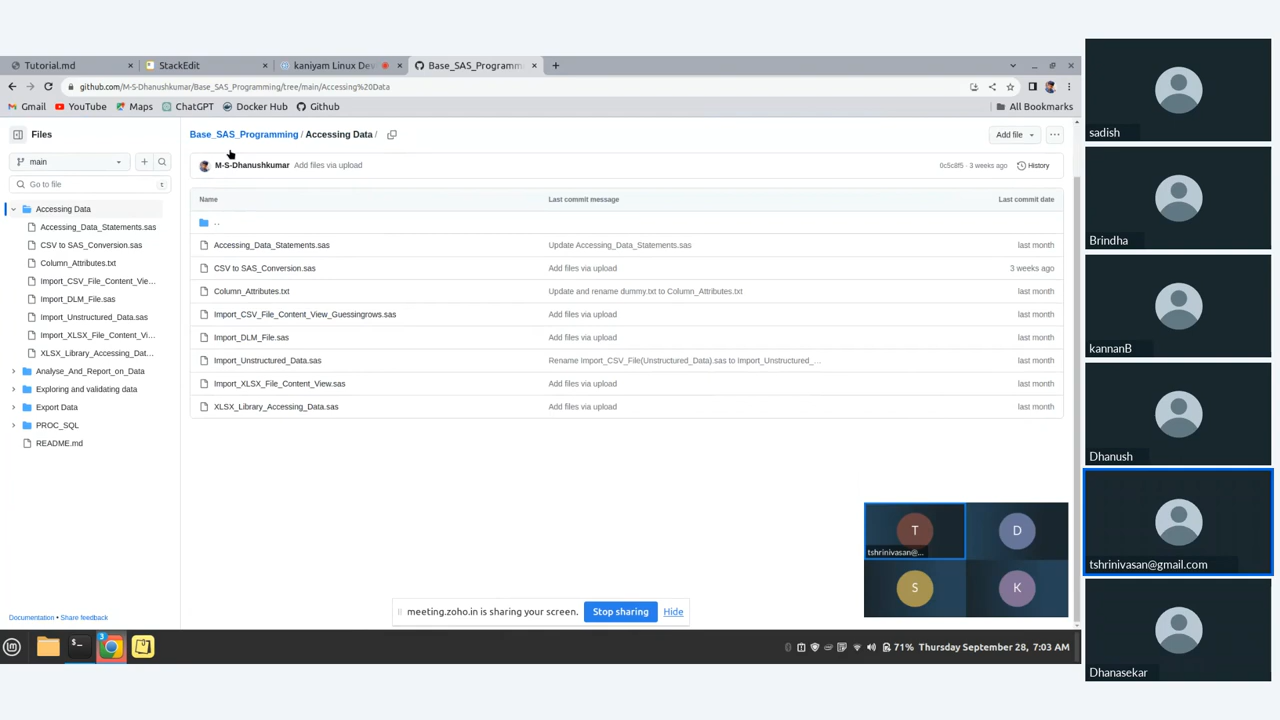 Tutorial.md
StackEdit
kaniyam Linux Dev
Base_SAS_Programm
github.com/M-S-Dhanushkumar/Base_SAS_Programming/tree/main/Accessing%20Data
Gmail YouTube Maps ChatGPT Docker Hub Github All Bookmarks
Files
main
Go to file t
Accessing Data
Accessing_Data_Statements.sas
CSV to SAS_Conversion.sas
Column_Attributes.txt
Import_CSV_File_Content_Vie...
Import_DLM_File.sas
Import_Unstructured_Data.sas
Import_XLSX_File_Content_Vi...
XLSX_Library_Accessing_Dat...
Analyse_And_Report_on_Data
Exploring and validating data
Export Data
PROC_SQL
README.md
Documentation • Share feedback
Base_SAS_Programming / Accessing Data /
Add file
M-S-Dhanushkumar Add files via upload 0c5c8f5 · 3 weeks ago History
Name Last commit message Last commit date
..
Accessing_Data_Statements.sas Update Accessing_Data_Statements.sas last month
CSV to SAS_Conversion.sas Add files via upload 3 weeks ago
Column_Attributes.txt Update and rename dummy.txt to Column_Attributes.txt last month
Import_CSV_File_Content_View_Guessingrows.sas Add files via upload last month
Import_DLM_File.sas Add files via upload last month
Import_Unstructured_Data.sas Rename Import_CSV_File(Unstructured_Data).sas to Import_Unstructured_... last month
Import_XLSX_File_Content_View.sas Add files via upload last month
XLSX_Library_Accessing_Data.sas Add files via upload last month
T
tshrinivasan@...
D
S
K
meeting.zoho.in is sharing your screen. Stop sharing Hide
3
71% Thursday September 28, 7:03 AM
sadish
Brindha
kannanB
Dhanush
tshrinivasan@gmail.com
Dhanasekar